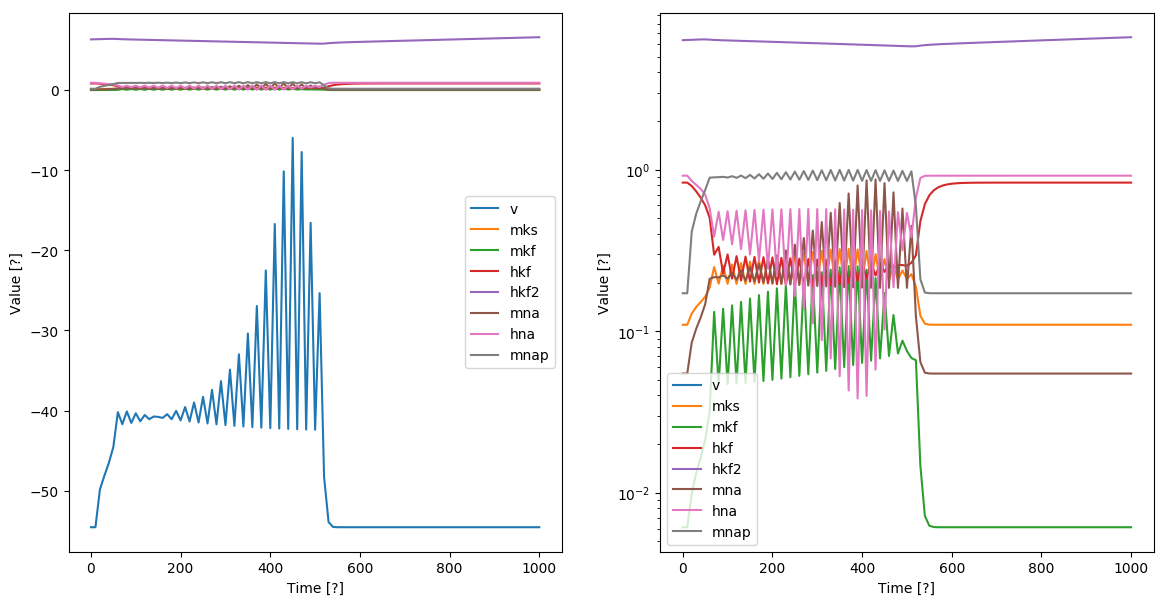 0
−10
−20
−30
−40
−50
Value [?]
0
200
400
600
800
1000
Time [?]
v
mks
mkf
hkf
hkf2
mna
hna
mnap
10⁰
10⁻¹
10⁻²
Value [?]
0
200
400
600
800
1000
Time [?]
v
mks
mkf
hkf
hkf2
mna
hna
mnap